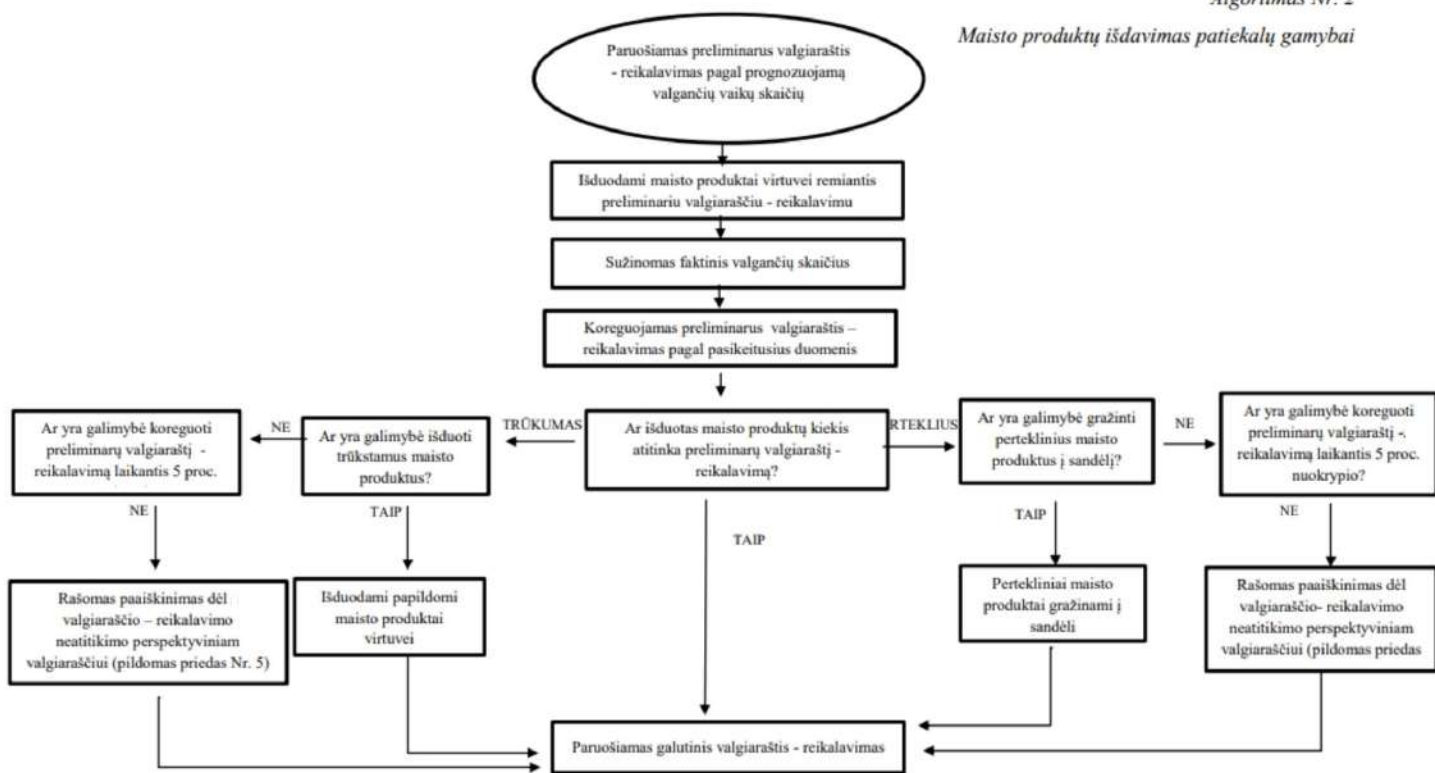 Algoritmas Nr. 2
Maisto produktų išdavimas patiekalų gamybai
Paruošiamas preliminarus valgiaraštis
- reikalavimas pagal prognozuojamą
valgančių vaikų skaičių
Išduodami maisto produktai virtuvei remiantis
preliminariu valgiaraščiu - reikalavimu
Sužinomas faktinis valgančių skaičius
Koreguojamas preliminarus valgiaraštis –
reikalavimas pagal pasikeitusius duomenis
Ar yra galimybė koreguoti
preliminarų valgiaraštį -
reikalavimą laikantis 5 proc.
NE
Ar yra galimybė išduoti
trūkstamus maisto
produktus?
TRŪKUMAS
Ar išduotas maisto produktų kiekis
atitinka preliminarų valgiaraštį -
reikalavimą?
RTEKLIUS
Ar yra galimybė gražinti
perteklinius maisto
produktus į sandėlį?
NE
Ar yra galimybė koreguoti
preliminarų valgiaraštį -.
reikalavimą laikantis 5 proc.
nuokrypio?
NE
TAIP
TAIP
TAIP
NE
Rašomas paaiškinimas dėl
valgiaraščio – reikalavimo
neatitikimo perspektyviniam
valgiaraščiui (pildomas priedas Nr. 5)
Išduodami papildomi
maisto produktai
virtuvei
Pertekliniai maisto
produktai gražinami į
sandėli
Rašomas paaiškinimas dėl
valgiaraščio- reikalavimo
neatitikimo perspektyviniam
valgiaraščiui (pildomas priedas
Paruošiamas galutinis valgiaraštis - reikalavimas